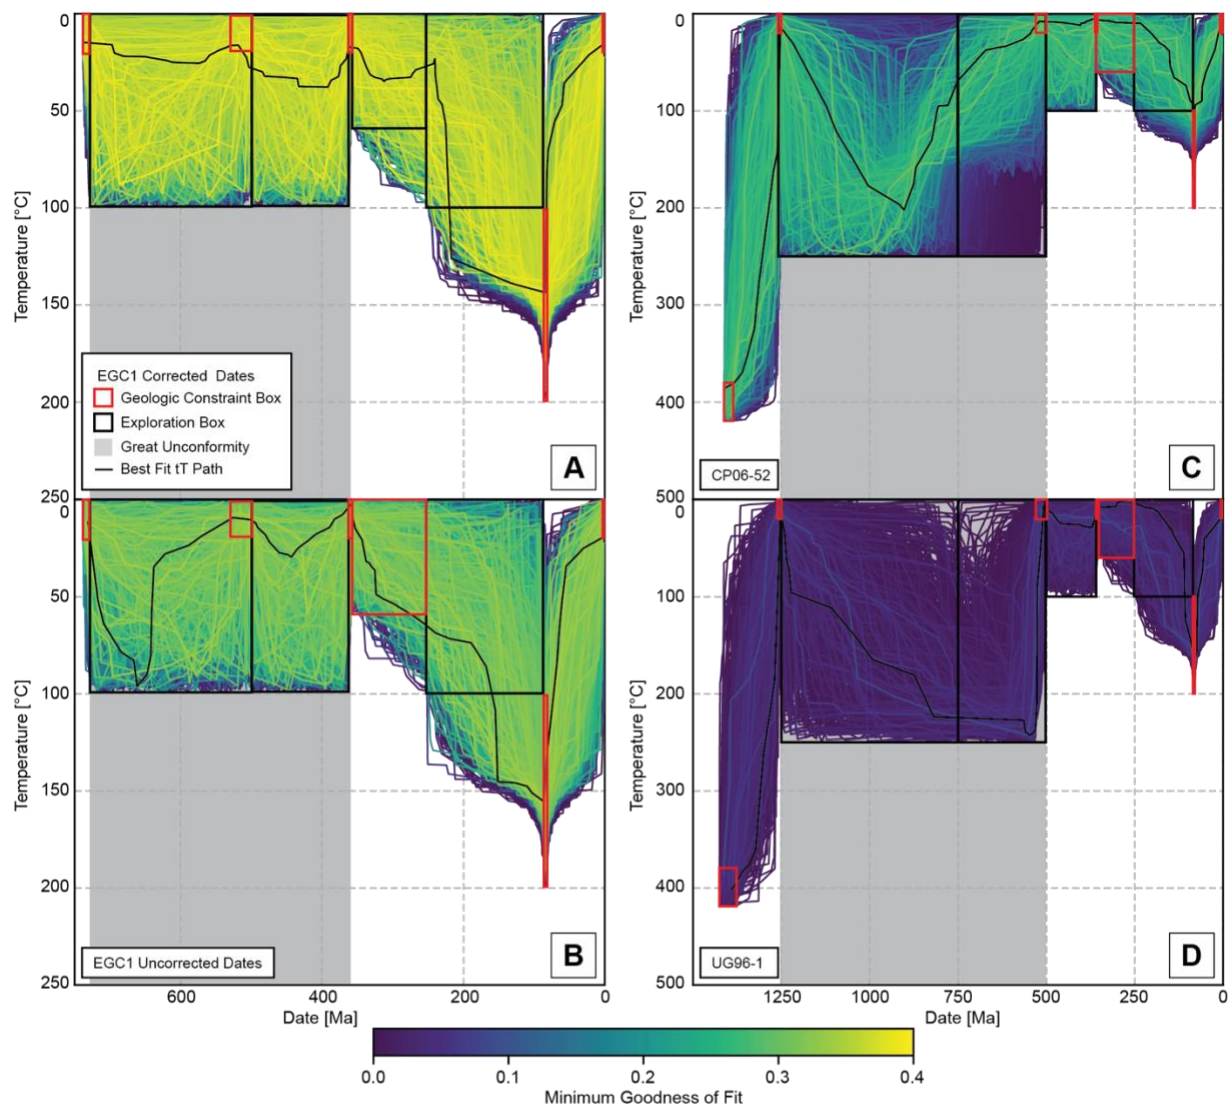 0
50
100
150
200
250
Temperature [°C]
EGC1 Corrected Dates
Geologic Constraint Box
Exploration Box
Great Unconformity
Best Fit tT Path
A
0
100
200
300
400
500
Temperature [°C]
CP06-52
C
0
50
100
150
200
250
Temperature [°C]
EGC1 Uncorrected Dates
B
600
400
200
0
Date [Ma]
0
100
200
300
400
500
Temperature [°C]
UG96-1
D
1250
1000
750
500
250
0
Date [Ma]
0.0
0.1
0.2
0.3
0.4
Minimum Goodness of Fit